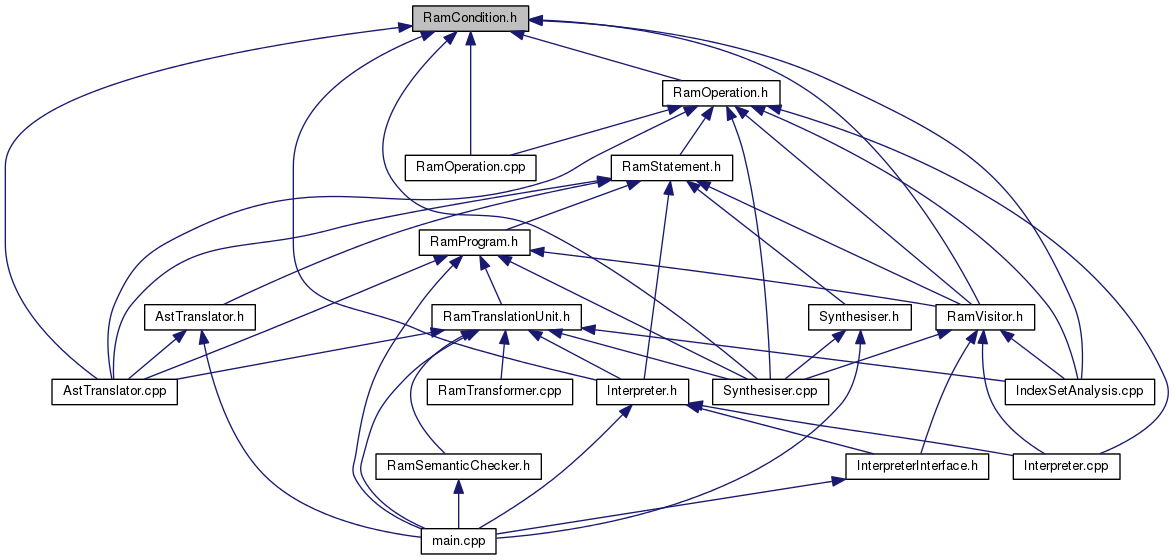 RamCondition.h
RamOperation.h
RamOperation.cpp
RamStatement.h
RamProgram.h
AstTranslator.h
RamTranslationUnit.h
Synthesiser.h
RamVisitor.h
AstTranslator.cpp
RamTransformer.cpp
Interpreter.h
Synthesiser.cpp
IndexSetAnalysis.cpp
RamSemanticChecker.h
InterpreterInterface.h
Interpreter.cpp
main.cpp